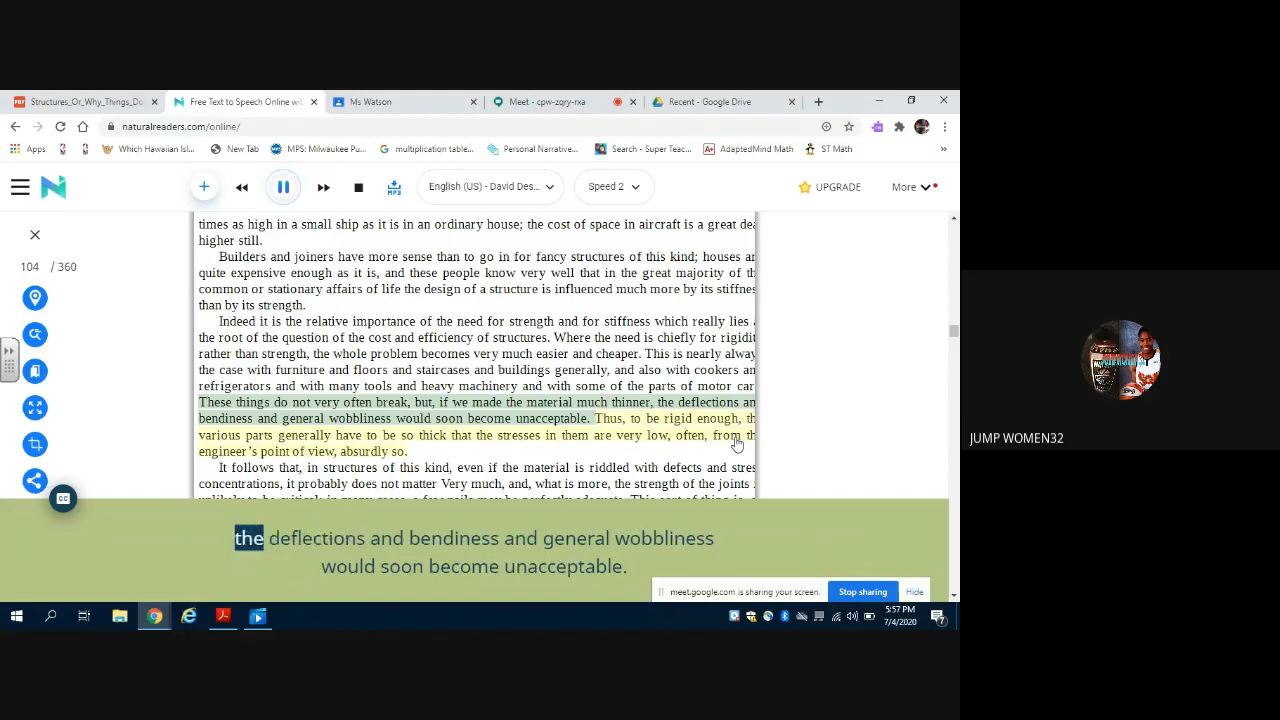 Structures_Or_Why_Things_Do
Free Text to Speech Online wit
Ms Watson
Meet - cpw-zqry-rxa
Recent - Google Drive
naturalreaders.com/online/
Apps
Which Hawaiian Isl...
New Tab
MPS: Milwaukee Pu...
multiplication table...
Personal Narrative...
Search - Super Teac...
AdaptedMind Math
ST Math
MP3
English (US) - David Des...
Speed 2
UPGRADE
More
104 / 360
times as high in a small ship as it is in an ordinary house; the cost of space in aircraft is a great dea
higher still.
Builders and joiners have more sense than to go in for fancy structures of this kind; houses ar
quite expensive enough as it is, and these people know very well that in the great majority of th
common or stationary affairs of life the design of a structure is influenced much more by its stiffnes
than by its strength.
Indeed it is the relative importance of the need for strength and for stiffness which really lies a
the root of the question of the cost and efficiency of structures. Where the need is chiefly for rigidit
rather than strength, the whole problem becomes very much easier and cheaper. This is nearly alway
the case with furniture and floors and staircases and buildings generally, and also with cookers an
refrigerators and with many tools and heavy machinery and with some of the parts of motor car
These things do not very often break, but, if we made the material much thinner, the deflections an
bendiness and general wobbliness would soon become unacceptable. Thus, to be rigid enough, th
various parts generally have to be so thick that the stresses in them are very low, often, from th
engineer's point of view, absurdly so.
It follows that, in structures of this kind, even if the material is riddled with defects and stres
concentrations, it probably does not matter Very much, and, what is more, the strength of the joints
CC
the deflections and bendiness and general wobbliness
would soon become unacceptable.
meet.google.com is sharing your screen.
Stop sharing
Hide
5:57 PM
7/4/2020
7
JUMP WOMEN32